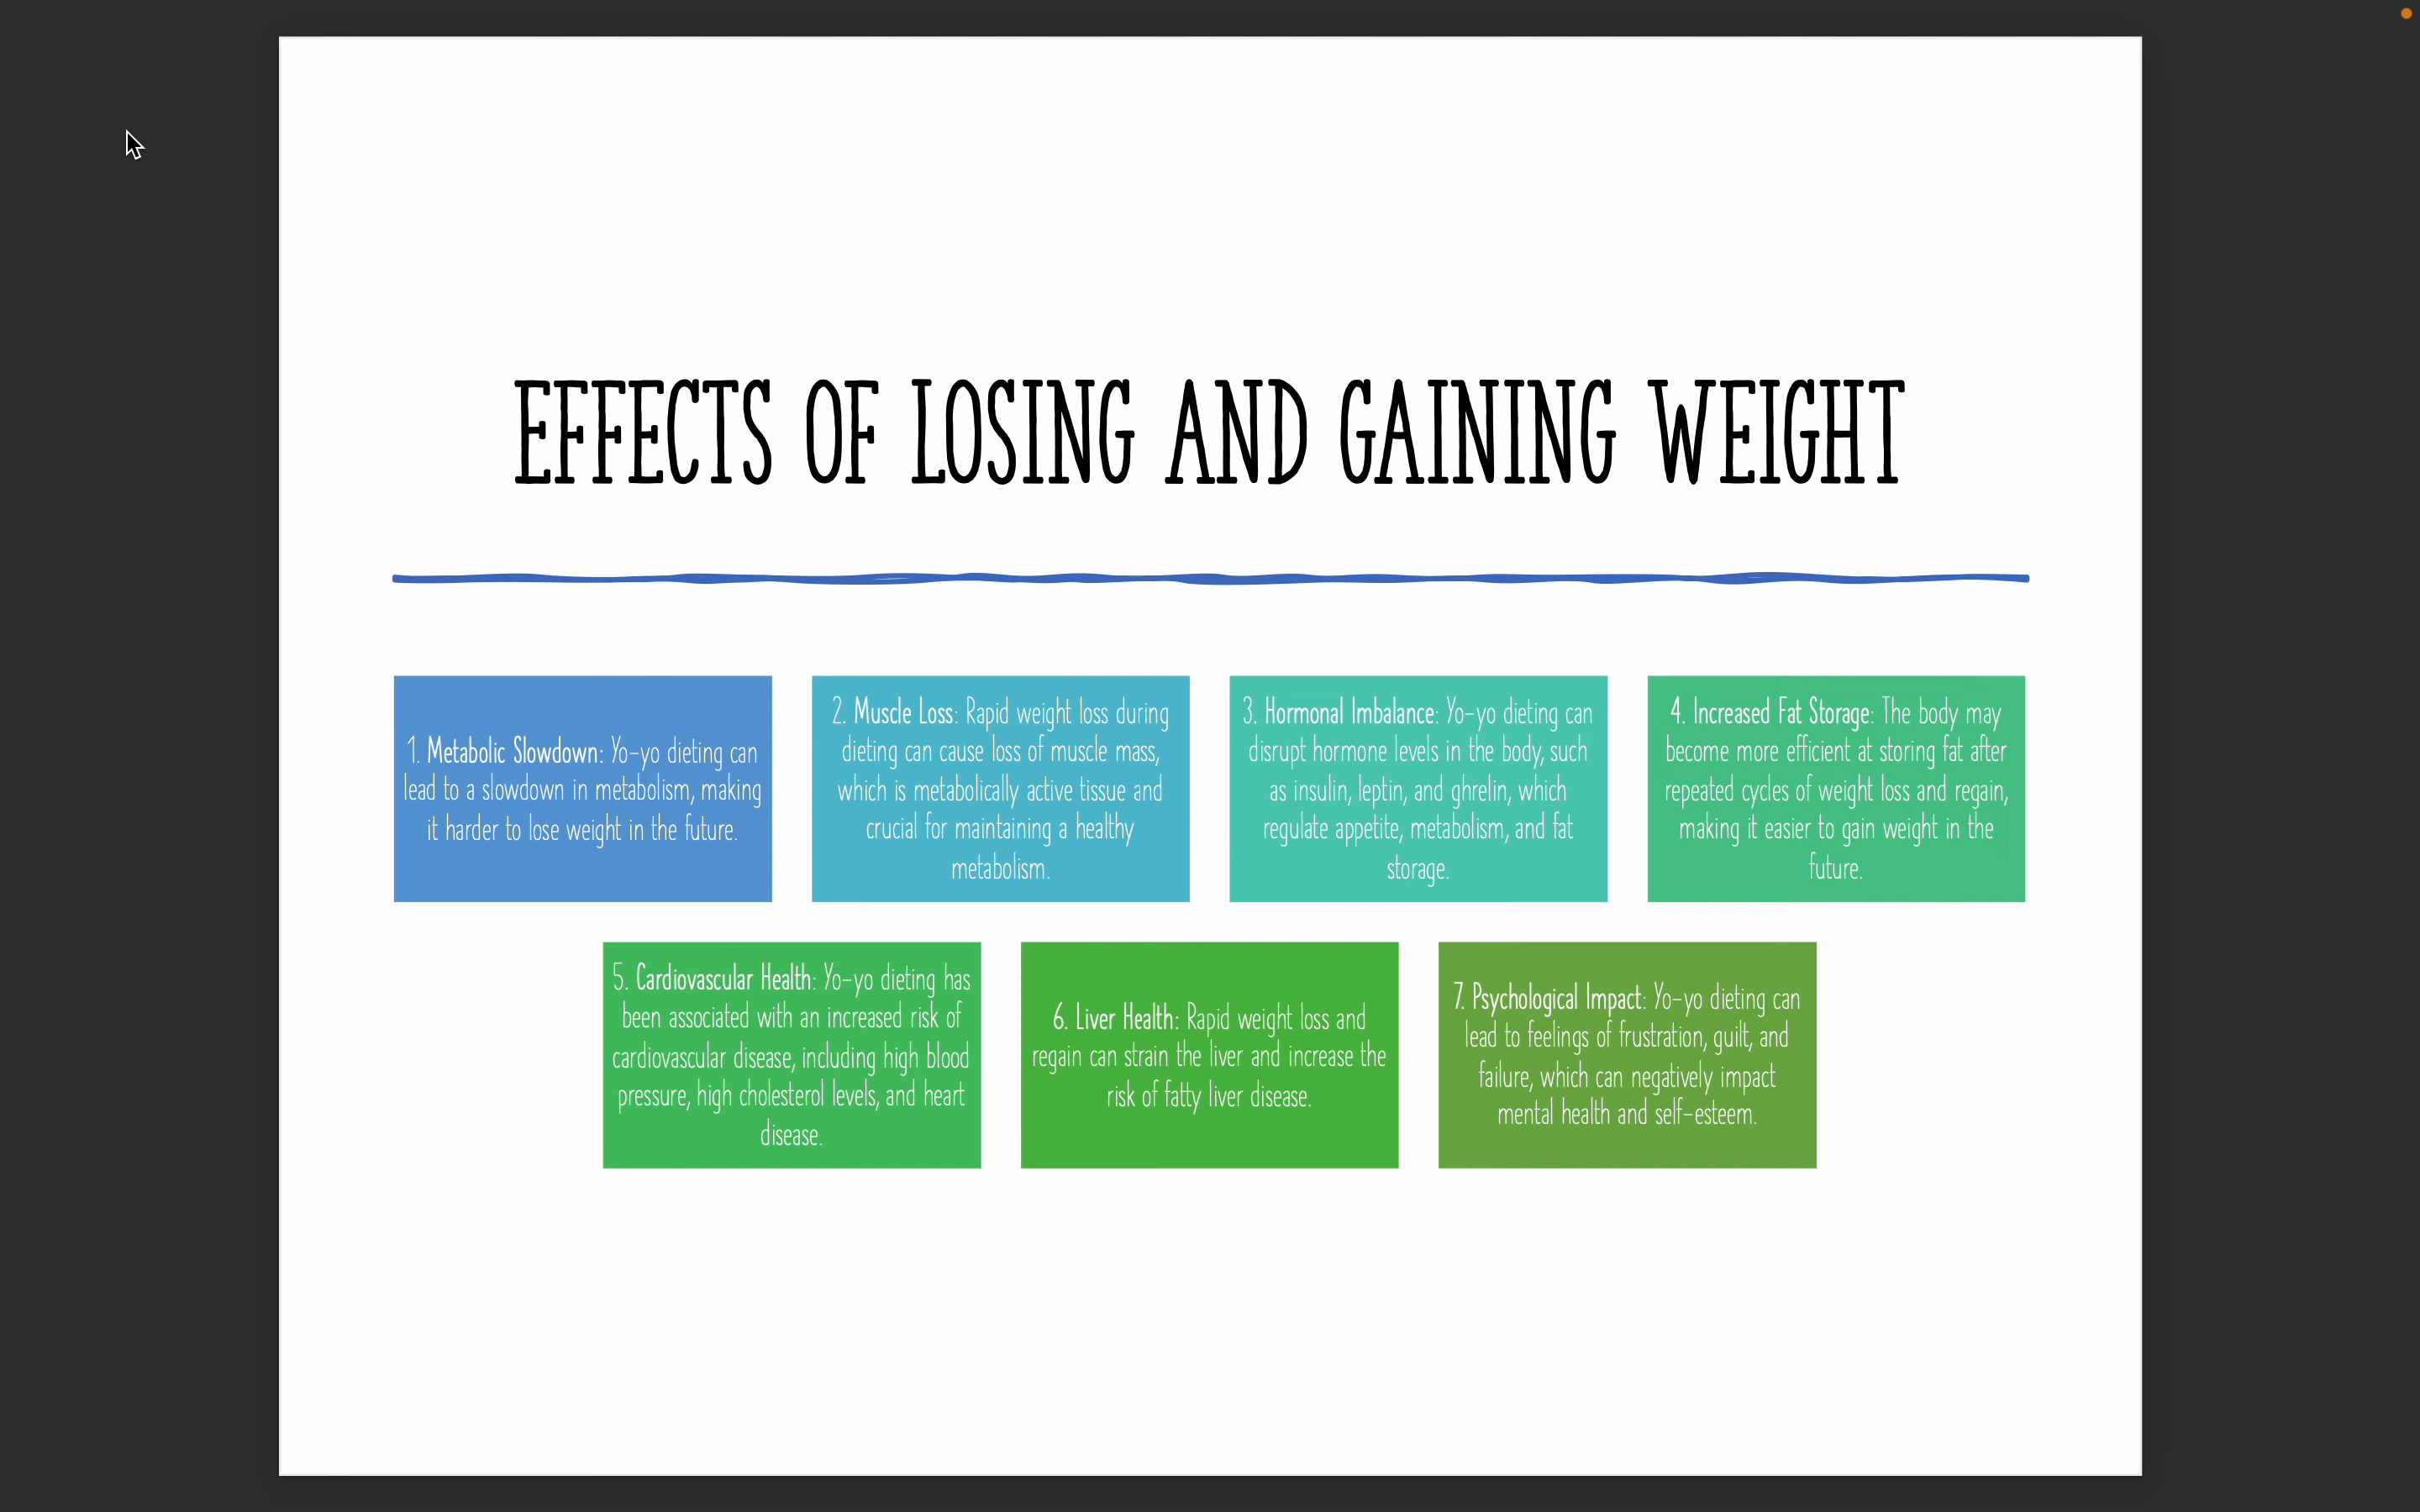 EFFECTS OF LOSING AND GAINING WEIGHT
1. Metabolic Slowdown: Yo-yo dieting can
lead to a slowdown in metabolism, making
it harder to lose weight in the future.
2. Muscle Loss: Rapid weight loss during
dieting can cause loss of muscle mass,
which is metabolically active tissue and
crucial for maintaining a healthy
metabolism.
3. Hormonal Imbalance: Yo-yo dieting can
disrupt hormone levels in the body, such
as insulin, leptin, and ghrelin, which
regulate appetite, metabolism, and fat
storage.
4. Increased Fat Storage: The body may
become more efficient at storing fat after
repeated cycles of weight loss and regain,
making it easier to gain weight in the
future.
5. Cardiovascular Health: Yo-yo dieting has
been associated with an increased risk of
cardiovascular disease, including high blood
pressure, high cholesterol levels, and heart
disease.
6. Liver Health: Rapid weight loss and
regain can strain the liver and increase the
risk of fatty liver disease.
7. Psychological Impact: Yo-yo dieting can
lead to feelings of frustration, guilt, and
failure, which can negatively impact
mental health and self-esteem.